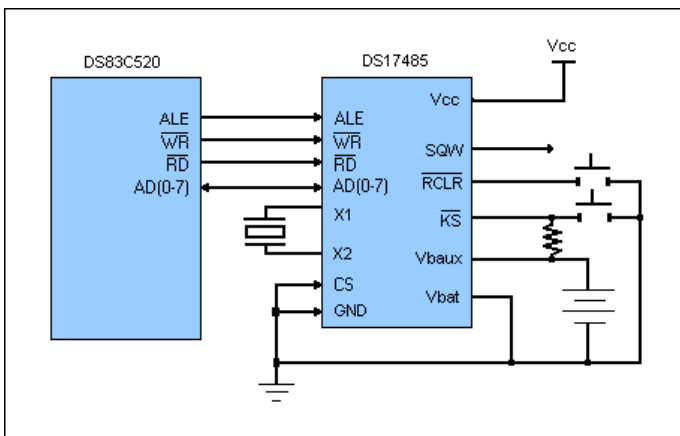 Vcc
DS83C520
DS17485
ALE
WR
RD
AD(0-7)
ALE
WR
RD
AD(0-7)
X1
X2
CS
GND
Vcc
SQW
RCLR
KS
Vbaux
Vbat